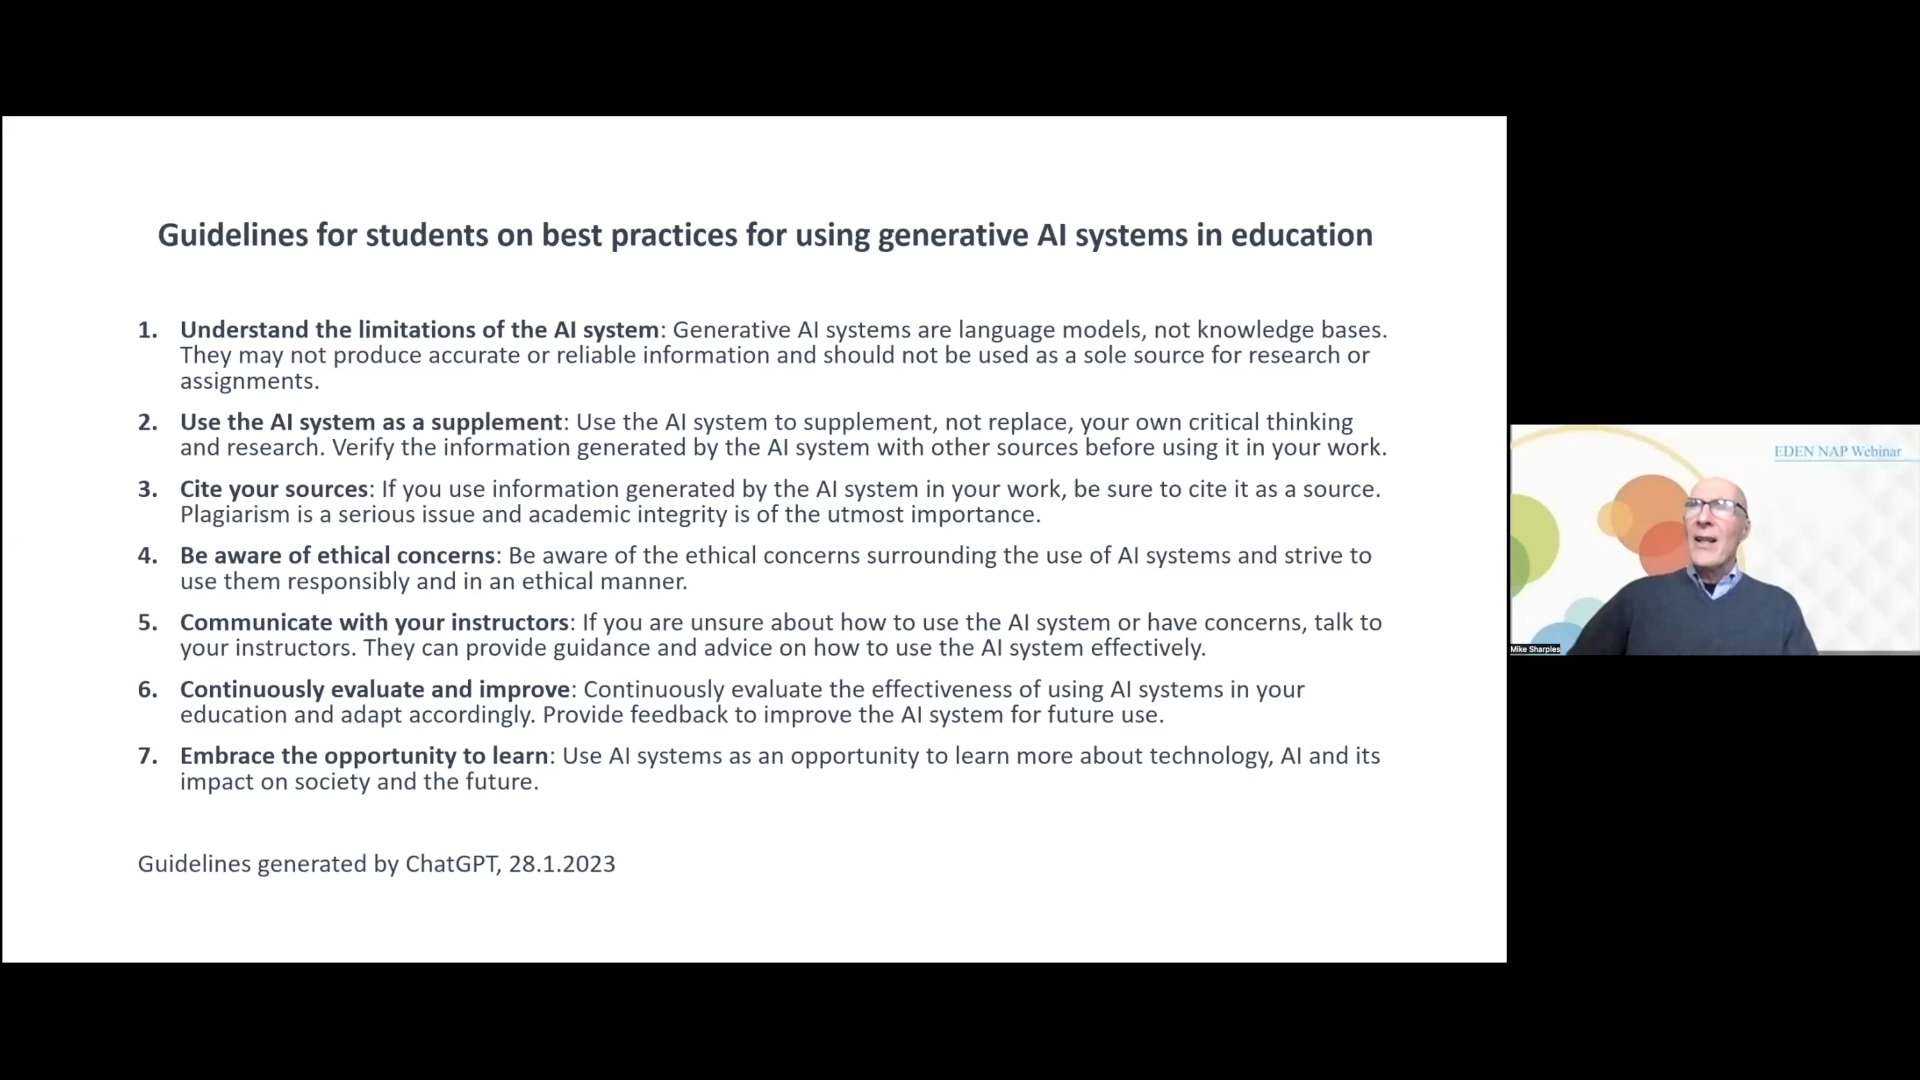 Guidelines for students on best practices for using generative AI systems in education
1. Understand the limitations of the AI system: Generative AI systems are language models, not knowledge bases.
They may not produce accurate or reliable information and should not be used as a sole source for research or
assignments.
2. Use the AI system as a supplement: Use the AI system to supplement, not replace, your own critical thinking
and research. Verify the information generated by the AI system with other sources before using it in your work.
3. Cite your sources: If you use information generated by the AI system in your work, be sure to cite it as a source.
Plagiarism is a serious issue and academic integrity is of the utmost importance.
4. Be aware of ethical concerns: Be aware of the ethical concerns surrounding the use of AI systems and strive to
use them responsibly and in an ethical manner.
5. Communicate with your instructors: If you are unsure about how to use the AI system or have concerns, talk to
your instructors. They can provide guidance and advice on how to use the AI system effectively.
6. Continuously evaluate and improve: Continuously evaluate the effectiveness of using AI systems in your
education and adapt accordingly. Provide feedback to improve the AI system for future use.
7. Embrace the opportunity to learn: Use AI systems as an opportunity to learn more about technology, AI and its
impact on society and the future.
Guidelines generated by ChatGPT, 28.1.2023
EDEN NAP Webinar
Mike Sharples